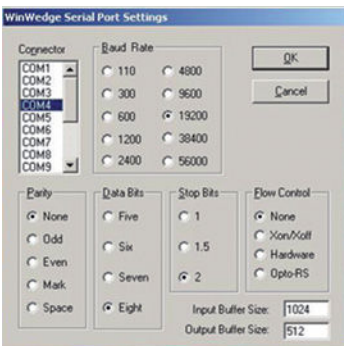 WinWedge Serial Port Settings
Connector
COM1
COM2
COM3
COM4
COM5
COM6
COM7
COM8
COM9
Baud Rate
110
4800
300
9600
600
19200
1200
38400
2400
56000
OK
Cancel
Parity
None
Odd
Even
Mark
Space
Data Bits
Five
Six
Seven
Eight
Stop Bits
1
1.5
2
Flow Control
None
Xon/Xoff
Hardware
Opto-RS
Input Buffer Size: 1024
Output Buffer Size: 512